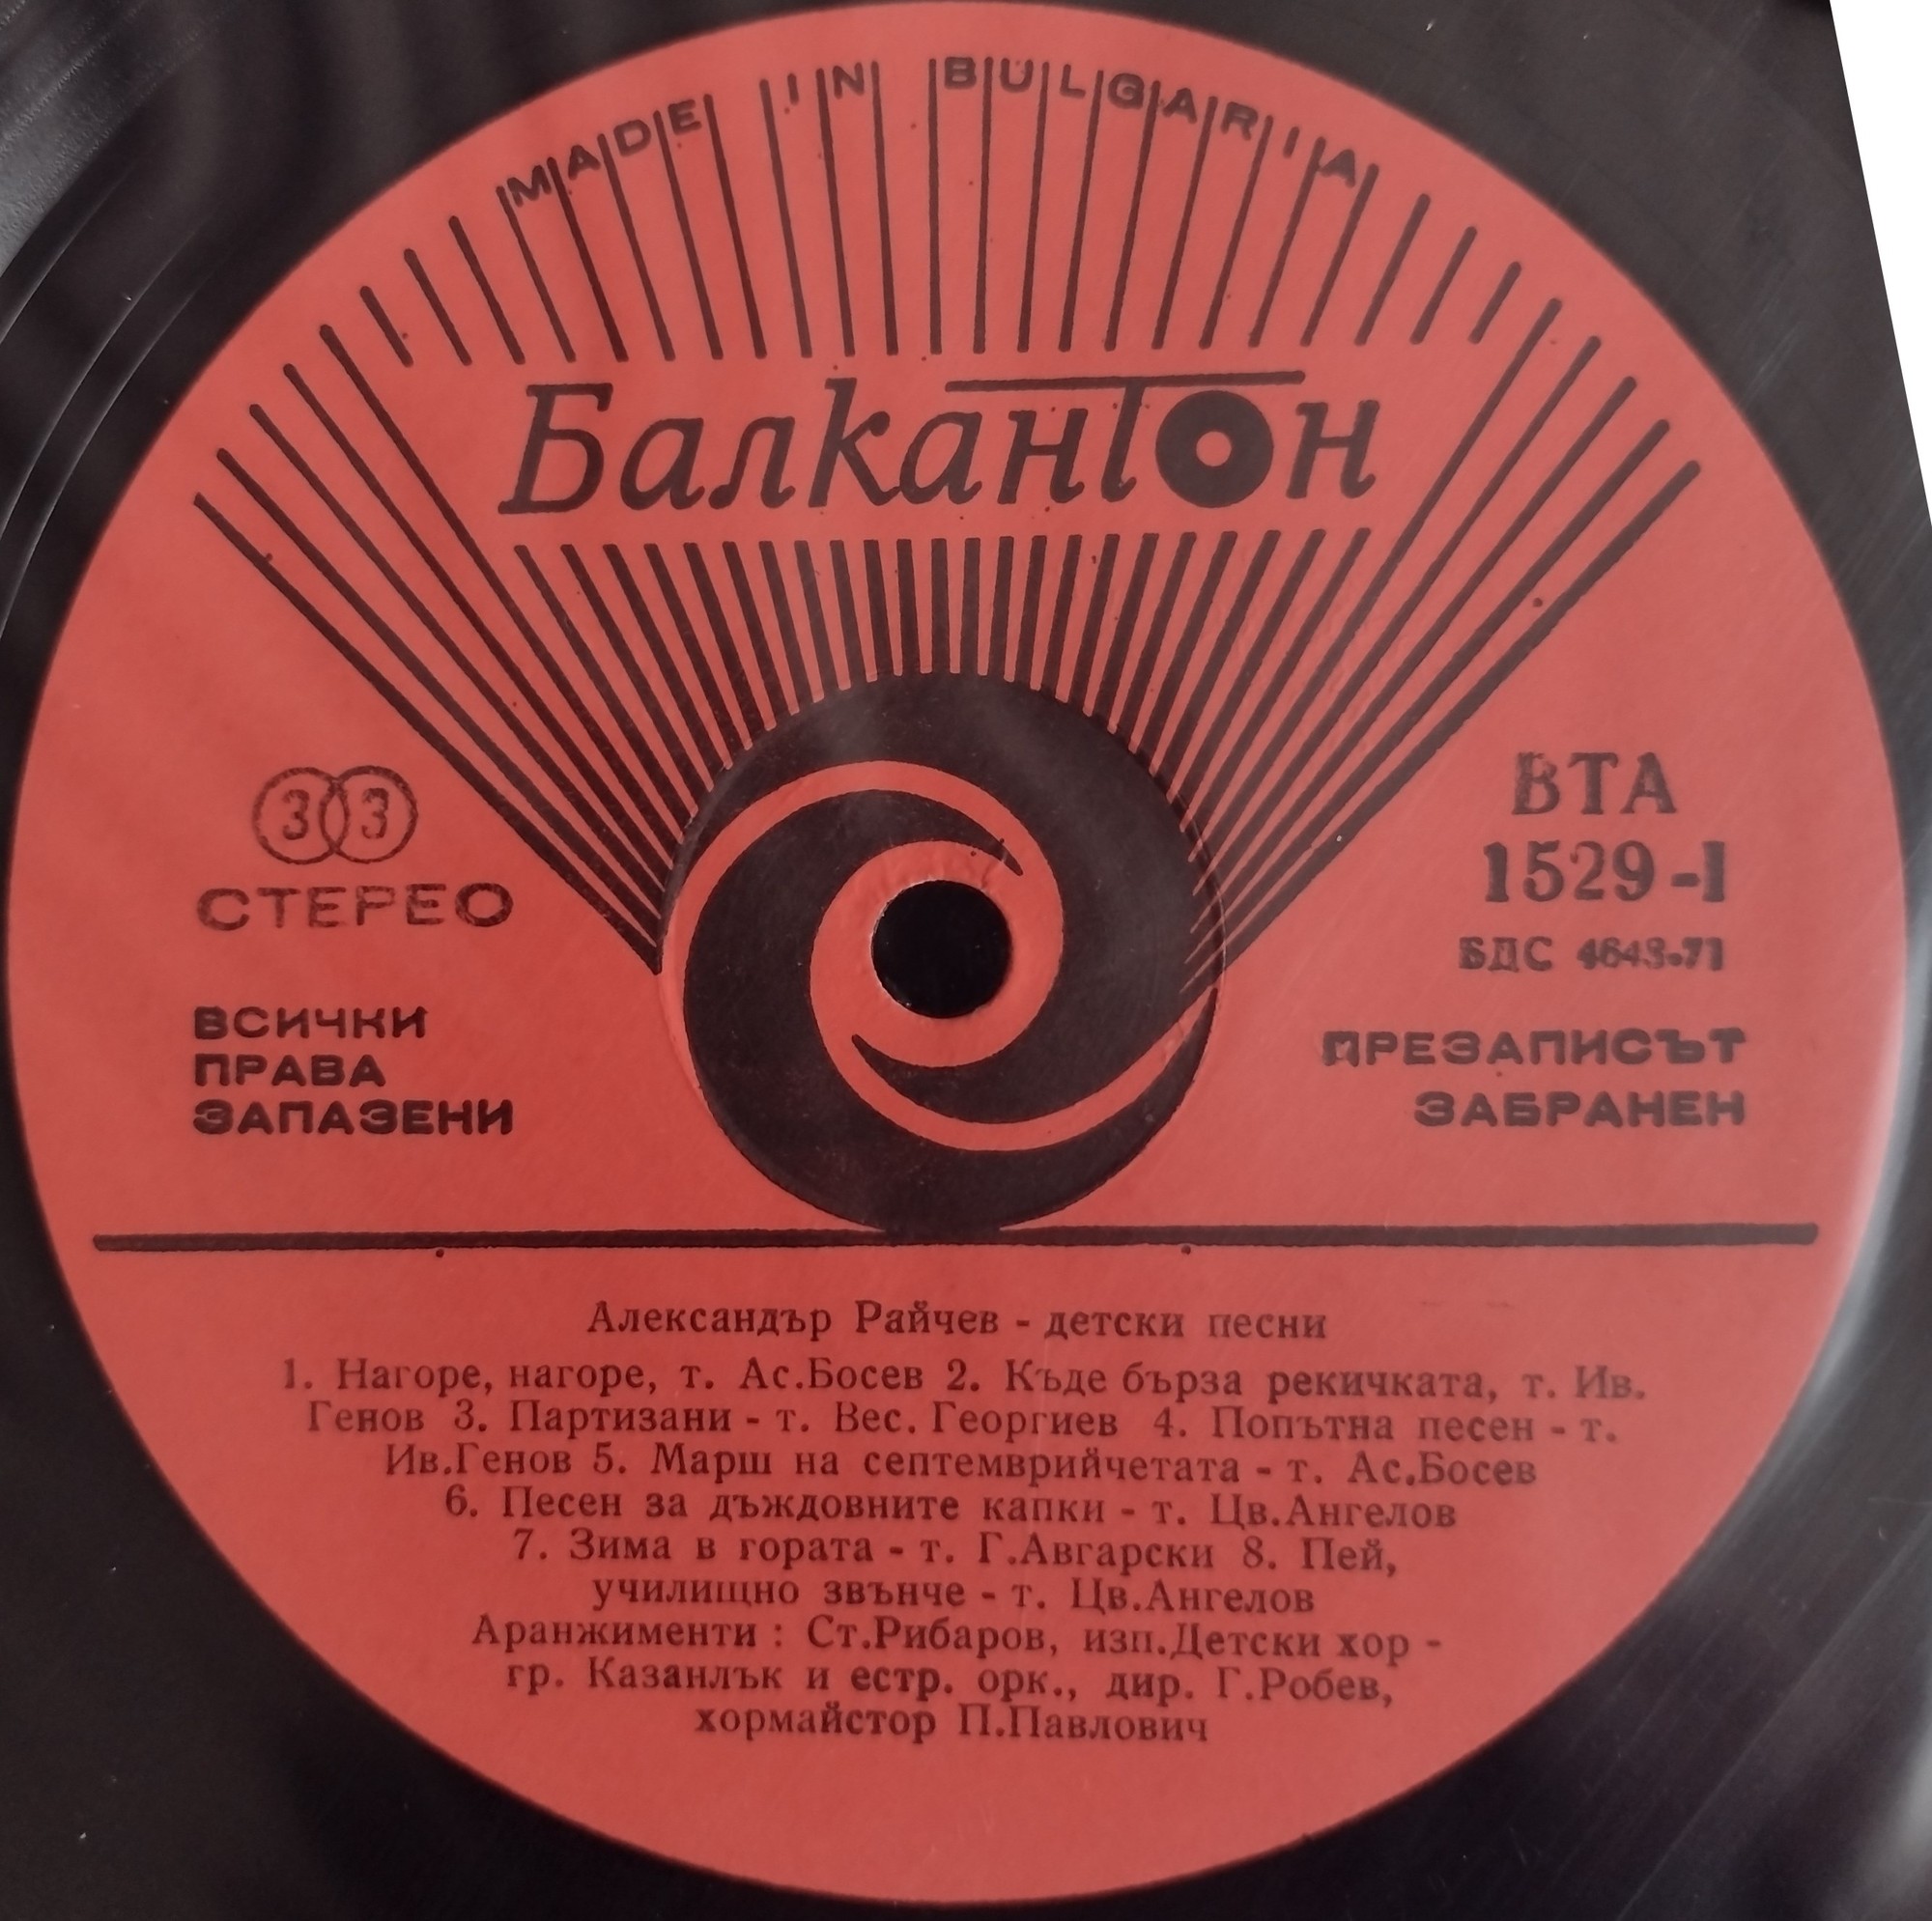 MADE IN BULGARIA
Балкантон
33
СТЕРЕО
ВТА
1529-I
БДС 4643-71
ВСИЧКИ
ПРАВА
ЗАПАЗЕНИ
ПРЕЗАПИСЪТ
ЗАБРАНЕН
Александър Райчев - детски песни
1. Нагоре, нагоре, т. Ас.Босев 2. Къде бърза рекичката, т. Ив.
Генов 3. Партизани - т. Вес. Георгиев 4. Попътна песен - т.
Ив.Генов 5. Марш на септемврийчетата - т. Ас.Босев
6. Песен за дъждовните капки - т. Цв.Ангелов
7. Зима в гората - т. Г.Авгарски 8. Пей,
училищно звънче - т. Цв.Ангелов
Аранжименти : Ст.Рибаров, изп.Детски хор -
гр. Казанлък и естр. орк., дир. Г.Робев,
хормайстор П.Павлович